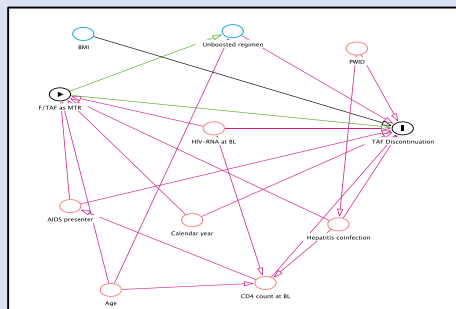 BMI
Unboosted regimen
PWID
F/TAF as MTR
HIV-RNA at BL
TAF Discontinuation
AIDS presenter
Calendar year
Hepatitis coinfection
Age
CD4 count at BL